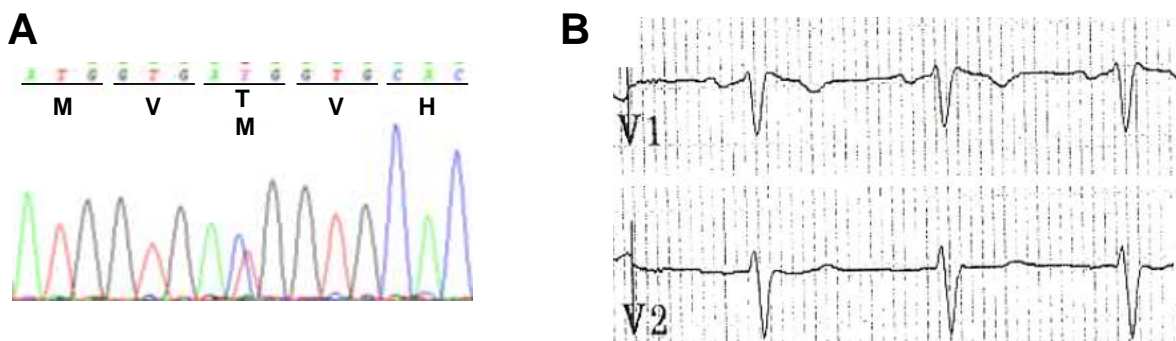 A
A T G G T G A T G G T G C A C
M V T V H
M
B
V1
V2